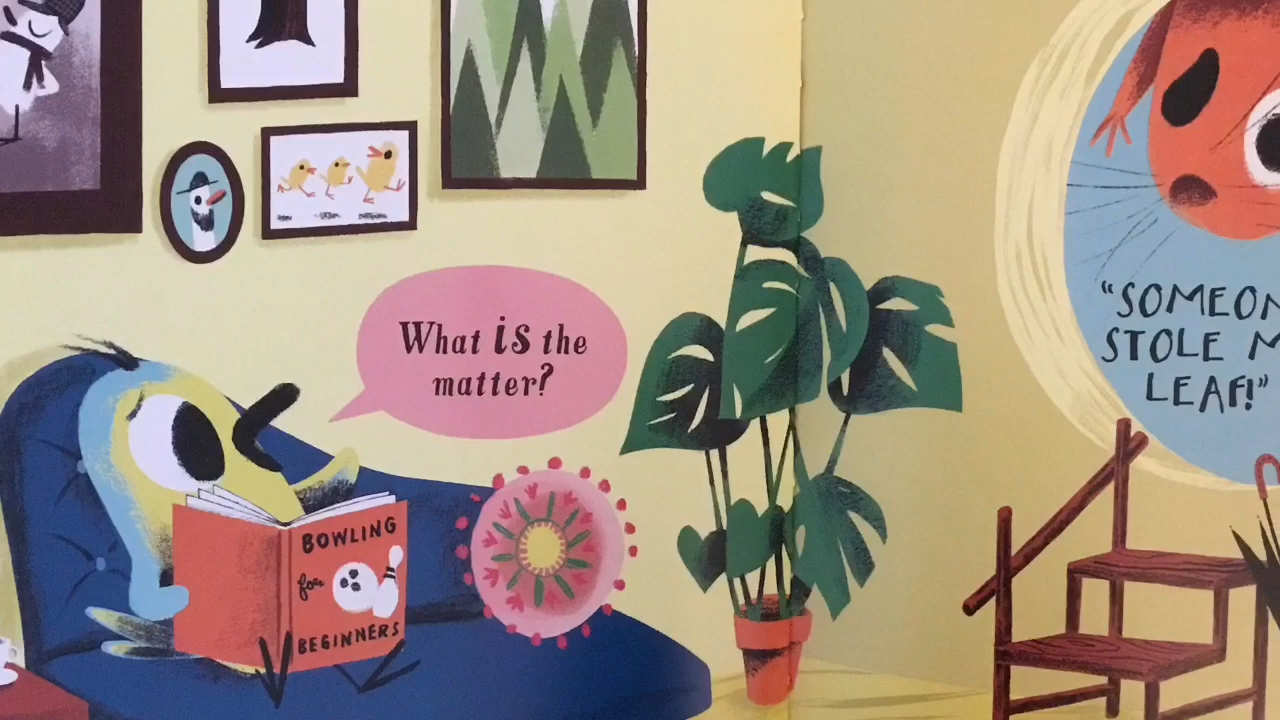 What is the
matter?
"SOMEON
STOLE M
LEAF!"
BOWLING
for
BEGINNERS